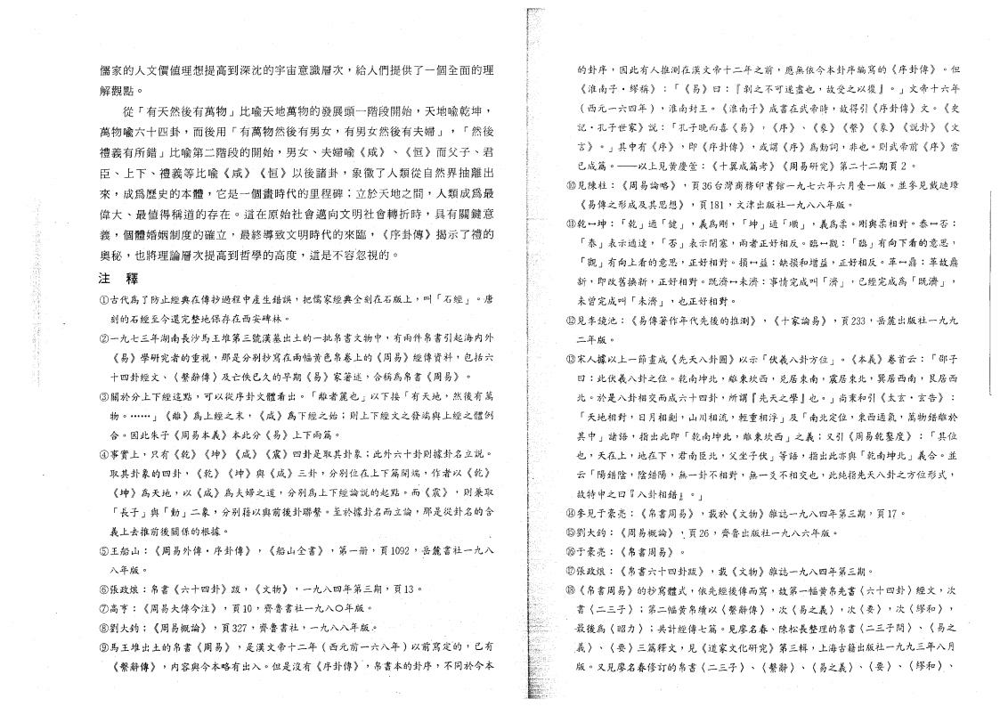 儒家的人文價値理想提高到深沈的宇宙意識層次，給人們提供了一個全面的理
解觀點。
從「有天然後有萬物」比喩天地萬物的發展頭一階段開始，天地喩乾坤，
萬物喩六十四卦，而後用「有萬物然後有男女，有男女然後有夫婦」，「然後
禮義有所錯」比喩第二階段的開始，男女、夫婦喩《咸》、《恒》而父子、君
臣、上下、禮義等比喩《咸》《恒》以後諸卦，象徵了人類從自然界抽離出
來，成爲歷史的本體，它是一個畫時代的里程碑；立於天地之間，人類成爲最
偉大、最値得稱道的存在。這在原始社會邁向文明社會轉折時，具有關鍵意
義，個體婚姻制度的確立，最終導致文明時代的來臨，《序卦傳》揭示了禮的
奧秘，也將理論層次提高到哲學的高度，這是不容忽視的。
注　釋
①古代爲了防止經典在傳抄過程中產生錯誤，把儒家經典全刻在石版上，叫「石經」。唐
刻的石經至今還完整地保存在西安碑林。
②一九七三年湖南長沙馬王堆第三號漢墓出土的一批帛書文物中，有兩件帛書引起海內外
《易》學研究者的重視，那是分別抄寫在兩幅黃色帛卷上的《周易》經傳資料，包括六
十四卦經文、〈繫辭傳〉及亡佚已久的早期《易》家著述，合稱爲帛書《周易》。
③關於分上下經這點，可以從序卦文體看出。「離者麗也」以下接「有天地，然後有萬
物。……」《離》爲上經之末，《咸》爲下經之始；則上下經文之發端與上經之體例
合。因此朱子《周易本義》本此分《易》上下兩篇。
④事實上，只有《乾》《坤》《咸》《震》四卦是取其卦象；此外六十卦則據卦名立說。
取其卦象的四卦，《乾》《坤》與《咸》三卦，分別位在上下篇開端，作者以《乾》
《坤》爲天地，以《咸》爲夫婦之道，分別爲上下經論說的起點。而《震》，則兼取
「長子」與「動」二象，分別藉以與前後卦聯繫。至於據卦名而立論，那是從卦名的含
義上去推前後關係的根據。
⑤王船山：《周易外傳·序卦傳》，《船山全書》，第一册，頁1092，岳麓書社一九八
八年版。
⑥張政烺：帛書《六十四卦》跋，《文物》，一九八四年第三期，頁13。
⑦高亨：《周易大傳今注》，頁10，齊魯書社一九八〇年版。
⑧劉大鈞：《周易概論》，頁327，齊魯書社，一九八八年版。
⑨馬王堆出土的帛書《周易》，是漢文帝十二年（西元前一六八年）以前寫定的，已有
《繫辭傳》，內容與今本略有出入。但是沒有《序卦傳》，帛書本的卦序，不同於今本
的卦序，因此有人推測在漢文帝十二年之前，應無依今本卦序編寫的《序卦傳》。但
《淮南子·繆稱》：「《易》曰：『剝之不可遂盡也，故受之以復』。」文帝十六年
（西元一六四年），淮南封王。《淮南子》成書在武帝時，故得引《序卦傳》文。《史
記·孔子世家》說：「孔子晚而喜《易》，《序》、《彖》《繫》《象》《說卦》《文
言》。」其中有《序》，即《序卦傳》，或謂《序》爲動詞，非也。則武帝前《序》當
已成篇。——以上見黃慶萱：《十翼成篇考》《周易研究》第二十二期頁2。
⑩見陳柱：《周易論略》，頁36台灣商務印書館一九七六年六月臺一版。並參見戴璉璋
《易傳之形成及其思想》，頁181，文津出版社一九八八年。
⑪乾↔坤：「乾」通「健」，義爲剛，「坤」通「順」，義爲柔。剛與柔相對。泰↔否：
「泰」表示通達，「否」表示閉塞，兩者正好相反。臨↔觀：「臨」有向下看的意思，
「觀」有向上看的意思，正好相對。損↔益：缺損和增益，正好相反。革↔鼎：革故鼎
新，即改舊換新，正好相對。既濟↔未濟：事情完成叫「濟」，已經完成爲「既濟」，
未曾完成叫「未濟」，也正好相對。
⑫見李鏡池：《易傳著作年代先後的推測》，《十家論易》，頁233，岳麓出版社一九九
二年版。
⑬宋人據以上一節畫成《先天八卦圖》以示「伏義八卦方位」。《本義》卷首云：「邵子
曰：此伏羲八卦之位。乾南坤北，離東坎西，兌居東南，震居東北，巽居西南，艮居西
北。於是八卦相交而成六十四卦，所謂『先天之學』也。」尚秉和引《太玄·玄告》：
「天地相對，日月相劌，山川相流，輕重相浮」及「南北定位，東西通氣，萬物錯離於
其中」諸語，指出此即「乾南坤北，離東坎西」之義；又引《周易乾鑿度》：「其位
也，天在上，地在下，君南臣北，父坐子伏」等語，指出此亦與「乾南坤北」義合。並
云「陽錯陰，陰錯陽，無一卦不相對，無一爻不相交也，此純指先天八卦之方位形式，
故特申之曰『八卦相錯』。」
⑭參見于豪亮：《帛書周易》，載於《文物》雜誌一九八四年第三期，頁17。
⑮劉大鈞：《周易概論》，頁26，齊魯出版社一九八六年版。
⑯于豪亮：《帛書周易》。
⑰張政烺：《帛書六十四卦跋》，載《文物》雜誌一九八四年第三期。
⑱《帛書周易》的抄寫體式，依先經後傳而寫，故第一幅黃帛先書〈六十四卦〉經文，次
書〈二三子〉；第二幅黃帛續以〈繫辭傳〉，次〈易之義〉，次〈要〉，次〈繆和〉，
最後爲〈昭力〉；共計經傳七篇。見廖名春、陳松長整理的帛書〈二三子問〉、〈易之
義〉、〈要〉三篇釋文，見《道家文化研究》第三輯，上海古籍出版社一九九三年八月
版。又見廖名春修訂的帛書〈二三子〉、〈繫辭〉、〈易之義〉、〈要〉、〈繆和〉、